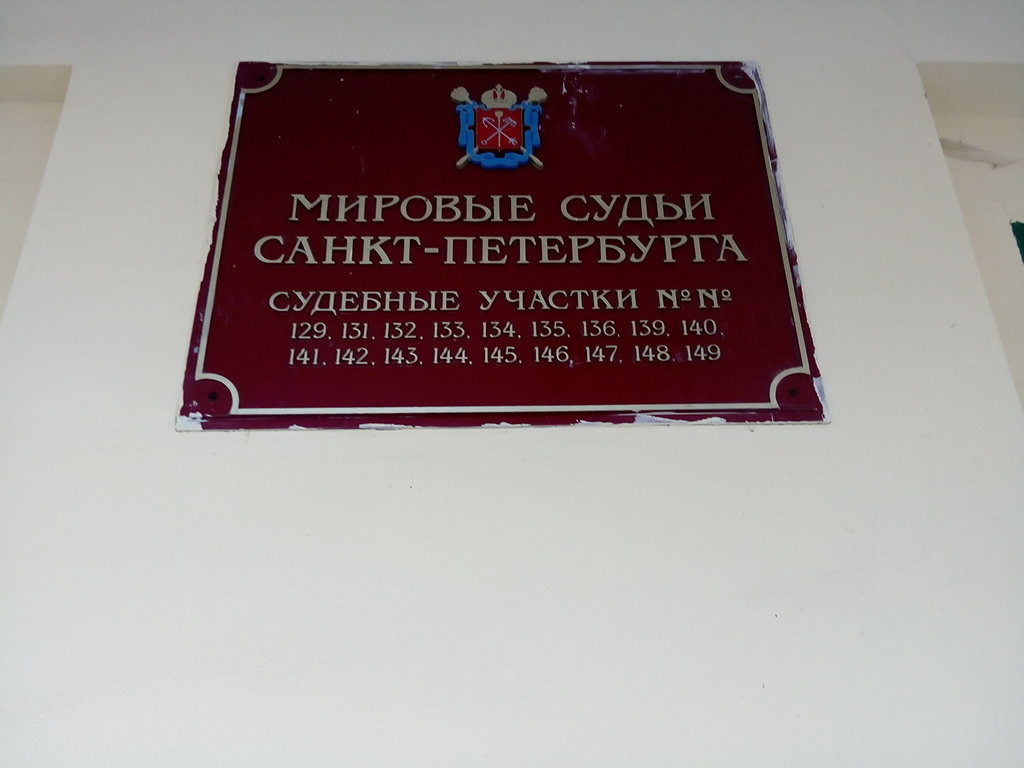 МИРОВЫЕ СУДЬИ
САНКТ-ПЕТЕРБУРГА
СУДЕБНЫЕ УЧАСТКИ №№
129, 131, 132, 133, 134, 135, 136, 139, 140,
141, 142, 143, 144, 145, 146, 147, 148, 149